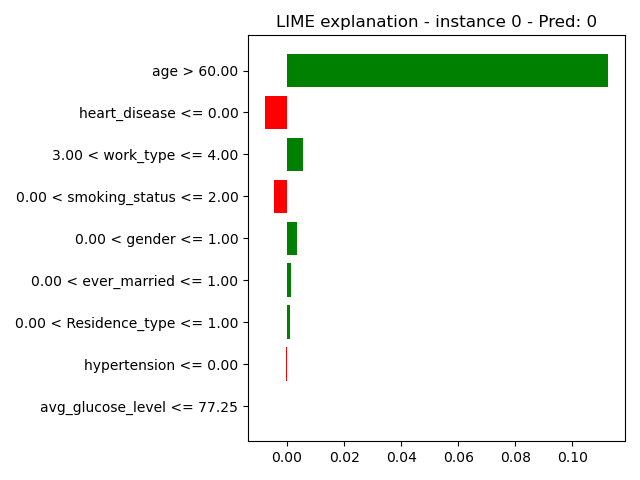 LIME explanation - instance 0 - Pred: 0
age > 60.00
heart_disease <= 0.00
3.00 < work_type <= 4.00
0.00 < smoking_status <= 2.00
0.00 < gender <= 1.00
0.00 < ever_married <= 1.00
0.00 < Residence_type <= 1.00
hypertension <= 0.00
avg_glucose_level <= 77.25
0.00 0.02 0.04 0.06 0.08 0.10